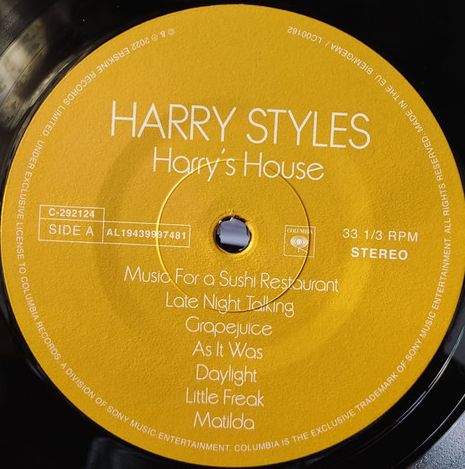 HARRY STYLES
Harry's House
C-292124
SIDE A
AL19439997481
COLUMBIA
33 1/3 RPM
STEREO
Music For a Sushi Restaurant
Late Night Talking
Grapejuice
As It Was
Daylight
Little Freak
Matilda
℗ & © 2022 ERSKINE RECORDS LIMITED, UNDER EXCLUSIVE LICENSE TO COLUMBIA RECORDS, A DIVISION OF SONY MUSIC ENTERTAINMENT. COLUMBIA IS THE EXCLUSIVE TRADEMARK OF SONY MUSIC ENTERTAINMENT. ALL RIGHTS RESERVED. MADE IN THE EU BIEM/GEMA / LC00162